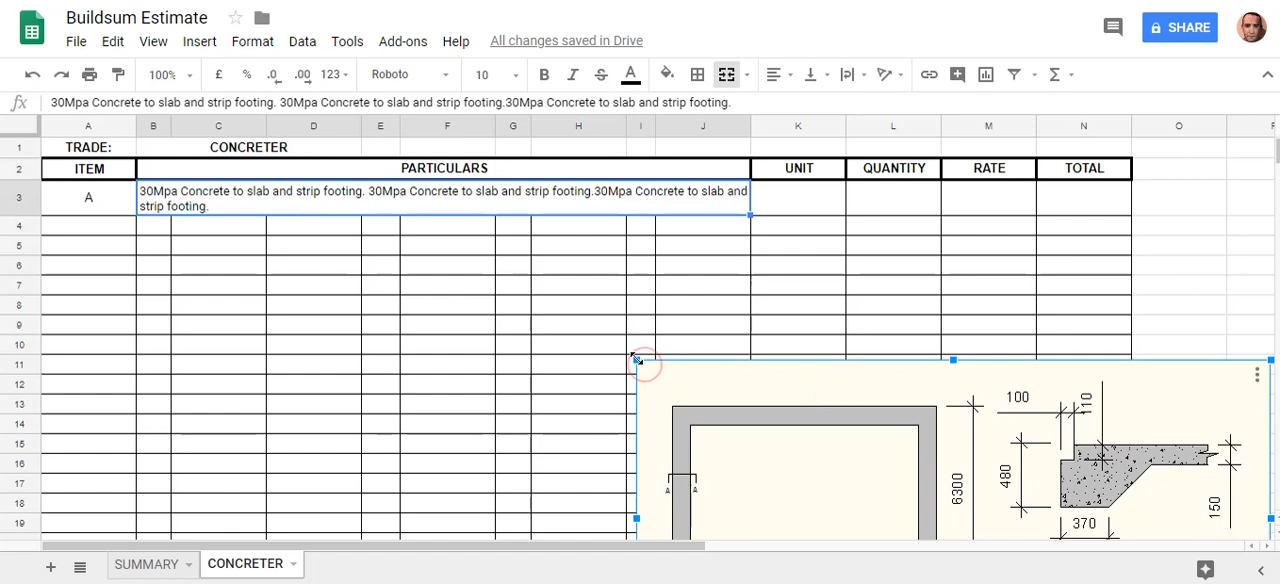 Buildsum Estimate
File Edit View Insert Format Data Tools Add-ons Help All changes saved in Drive
SHARE
100% £ % .0 .00 123 Roboto 10 B I S A Σ
fx 30Mpa Concrete to slab and strip footing. 30Mpa Concrete to slab and strip footing.30Mpa Concrete to slab and strip footing.
A B C D E F G H I J K L M N O
1 TRADE: CONCRETER
2 ITEM PARTICULARS UNIT QUANTITY RATE TOTAL
3 A 30Mpa Concrete to slab and strip footing. 30Mpa Concrete to slab and strip footing.30Mpa Concrete to slab and
strip footing.
4
5
6
7
8
9
10
11
12
13
14
15
16
17
18
19
100 110
6300 480 150
A A
370
SUMMARY CONCRETER